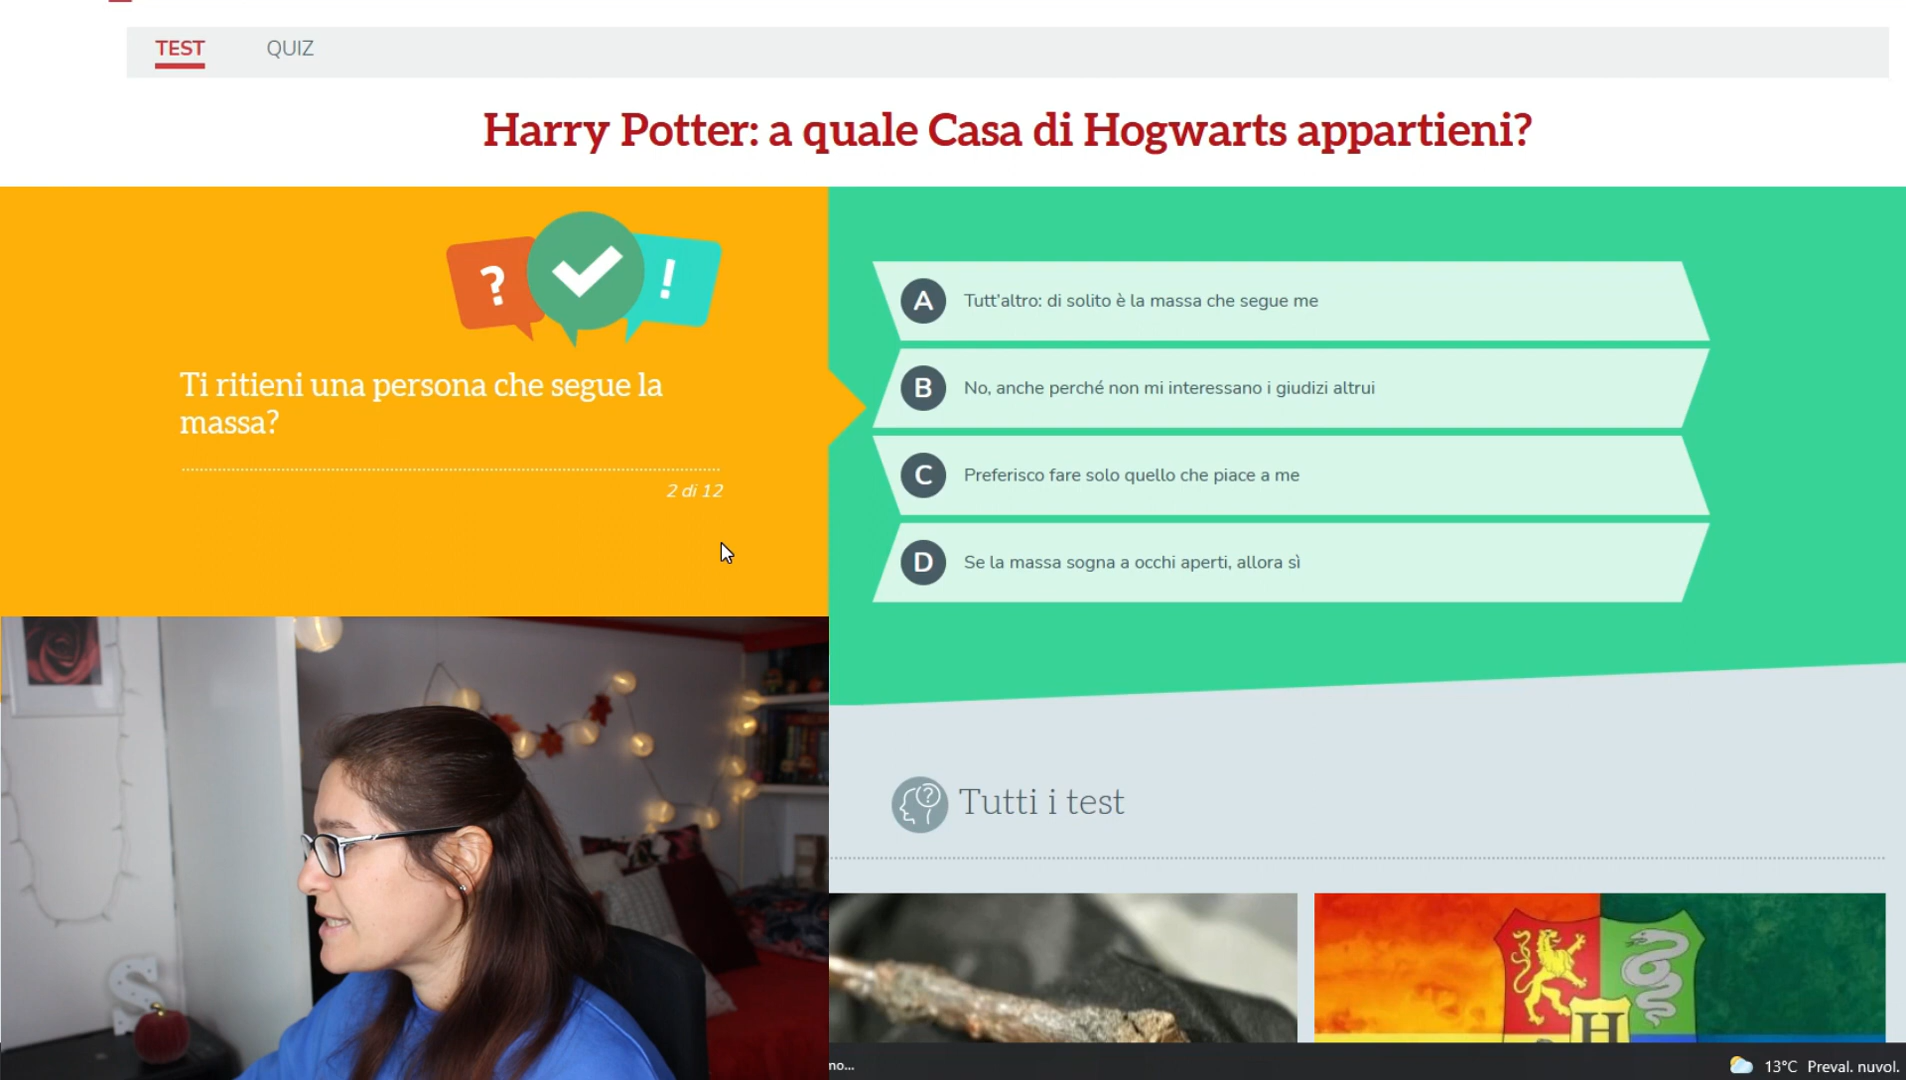 TEST
QUIZ
Harry Potter: a quale Casa di Hogwarts appartieni?
?
!
Ti ritieni una persona che segue la
massa?
2 di 12
A
Tutt'altro: di solito è la massa che segue me
B
No, anche perché non mi interessano i giudizi altrui
C
Preferisco fare solo quello che piace a me
D
Se la massa sogna a occhi aperti, allora sì
?
Tutti i test
S
H
13°C Preval. nuvol.